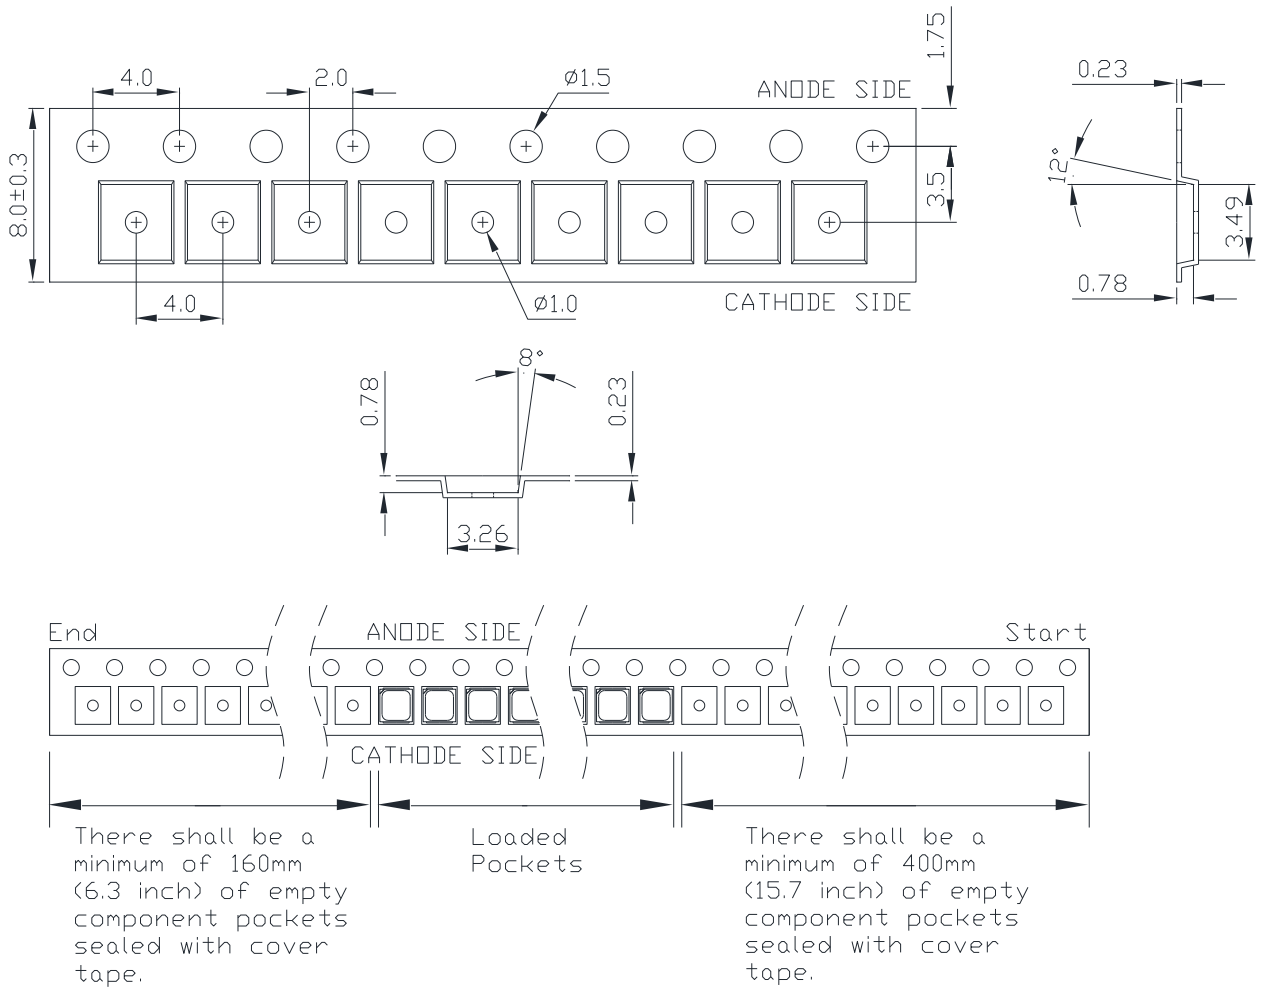 1.75
4.0
2.0
Ø1.5
ANODE SIDE
0.23
8.0±0.3
3.5
12°
3.49
4.0
Ø1.0
CATHODE SIDE
0.78
8°
0.78
0.23
3.26
End
ANODE SIDE
Start
CATHODE SIDE
There shall be a
minimum of 160mm
(6.3 inch) of empty
component pockets
sealed with cover
tape.
Loaded
Pockets
There shall be a
minimum of 400mm
(15.7 inch) of empty
component pockets
sealed with cover
tape.